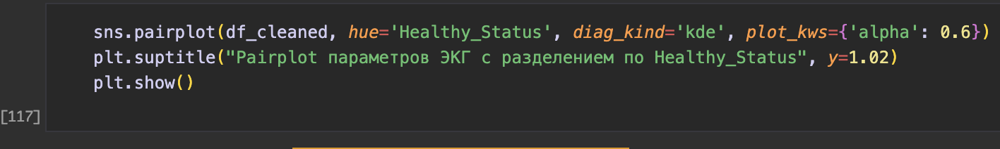 sns.pairplot(df_cleaned, hue='Healthy_Status', diag_kind='kde', plot_kws={'alpha': 0.6})
plt.suptitle("Pairplot параметров ЭКГ с разделением по Healthy_Status", y=1.02)
plt.show()
[117]